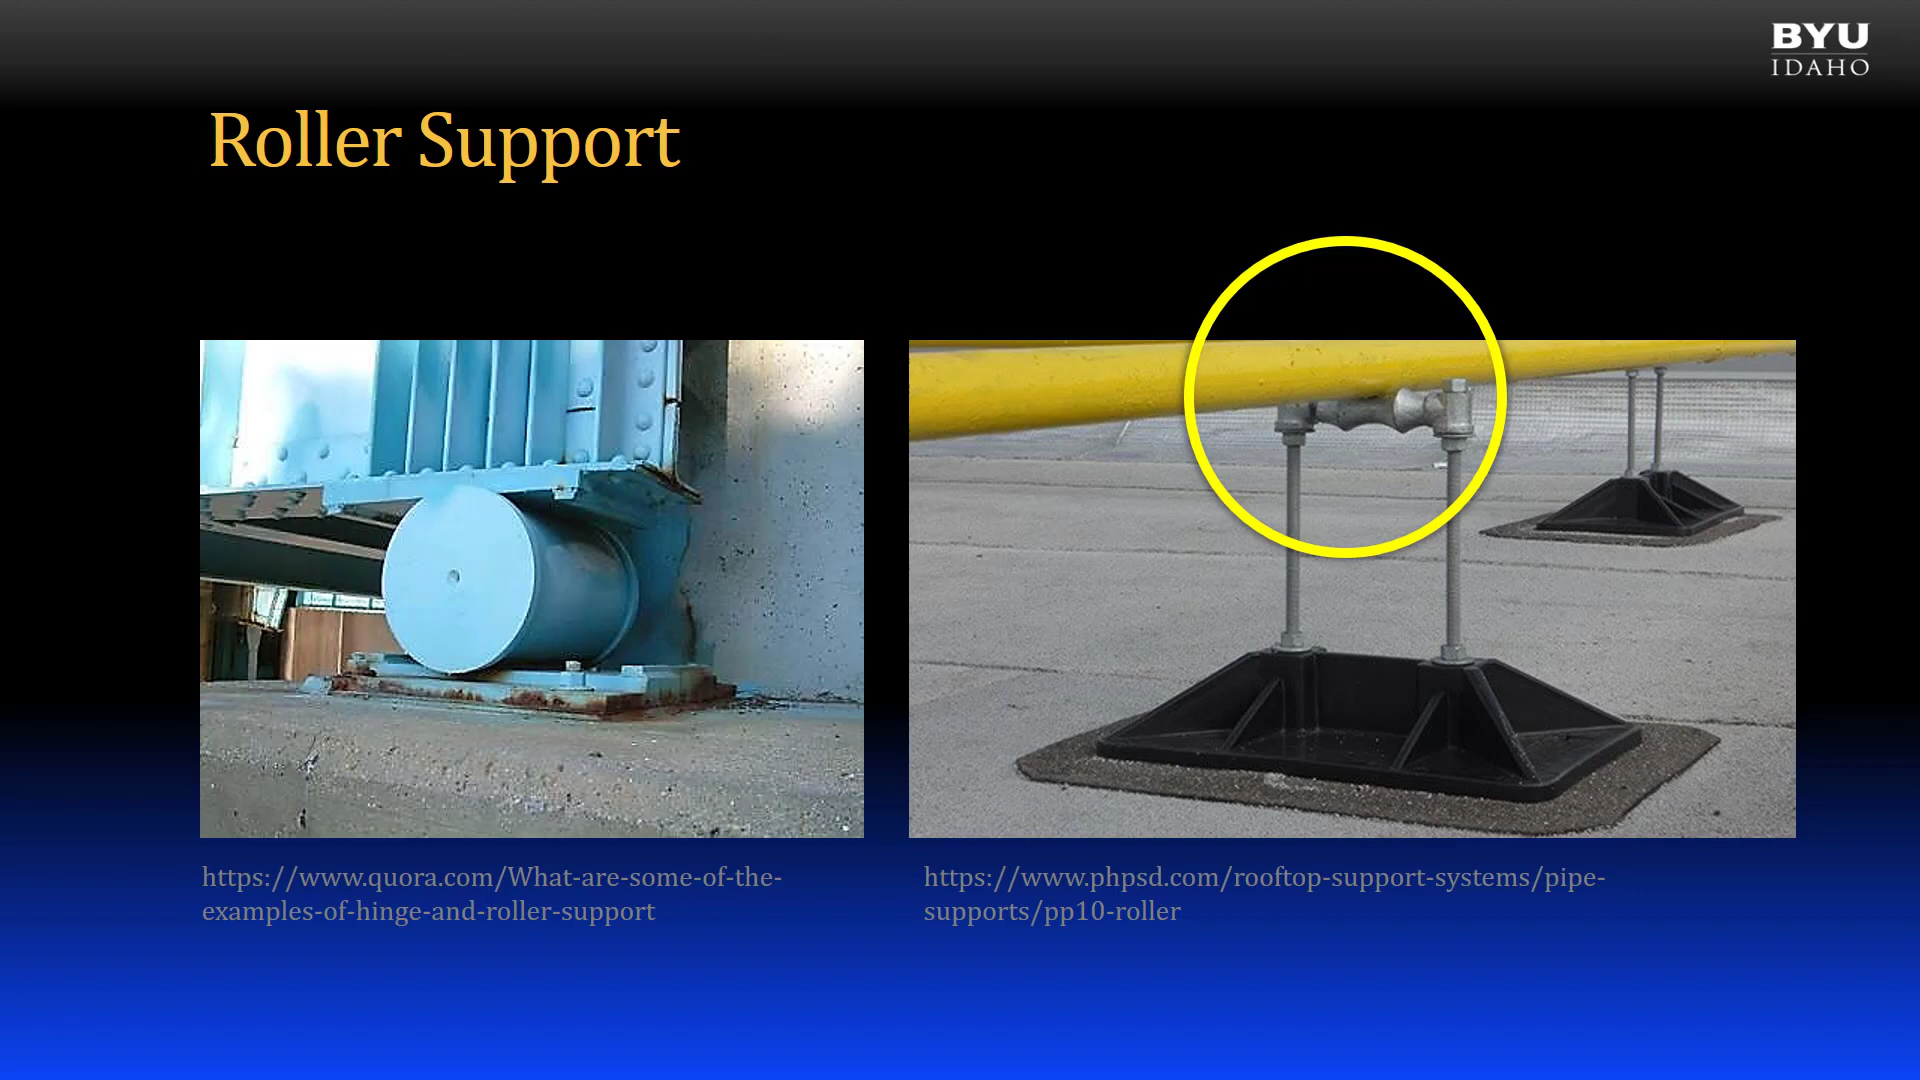 BYU
IDAHO
Roller Support
https://www.quora.com/What-are-some-of-the-
examples-of-hinge-and-roller-support
https://www.phpsd.com/rooftop-support-systems/pipe-
supports/pp10-roller